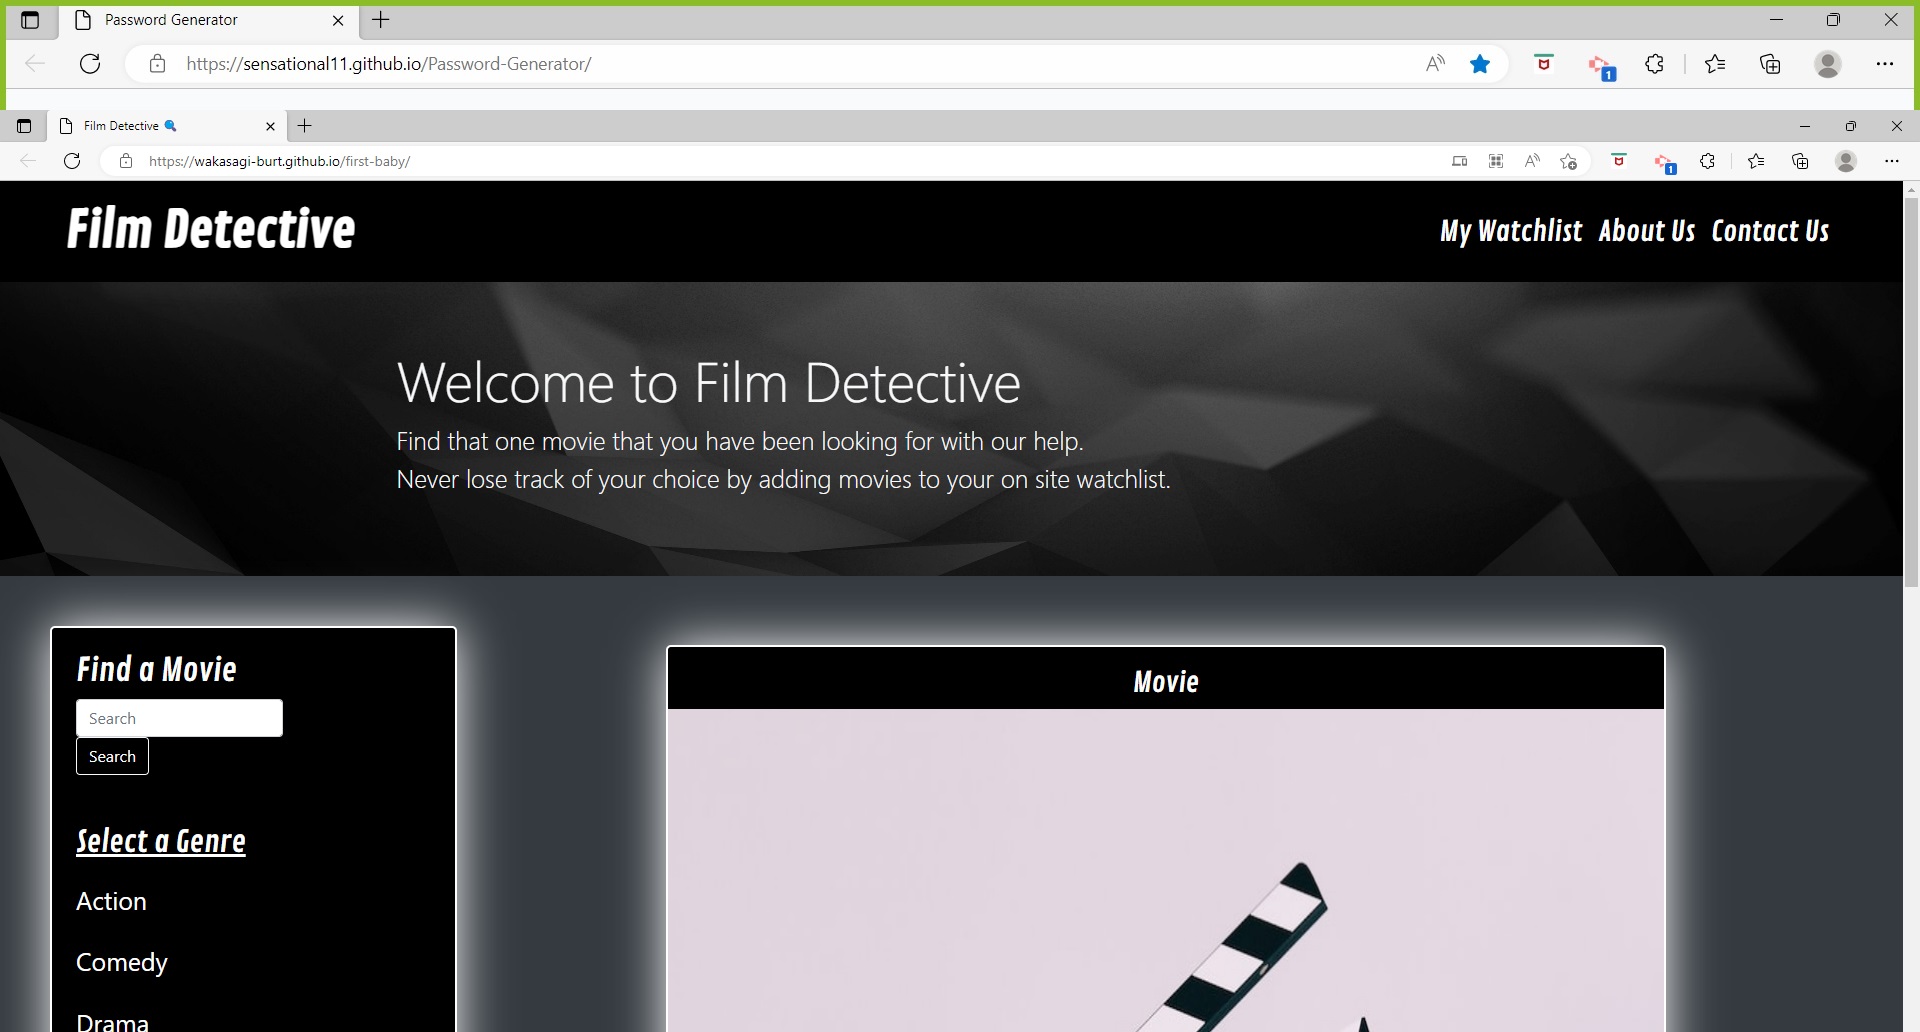 Password Generator
https://sensational11.github.io/Password-Generator/
1
Film Detective 🔍
https://wakasagi-burt.github.io/first-baby/
1
Film Detective
My Watchlist About Us Contact Us
Welcome to Film Detective
Find that one movie that you have been looking for with our help.
Never lose track of your choice by adding movies to your on site watchlist.
Find a Movie
Search
Search
Select a Genre
Action
Comedy
Drama
Movie